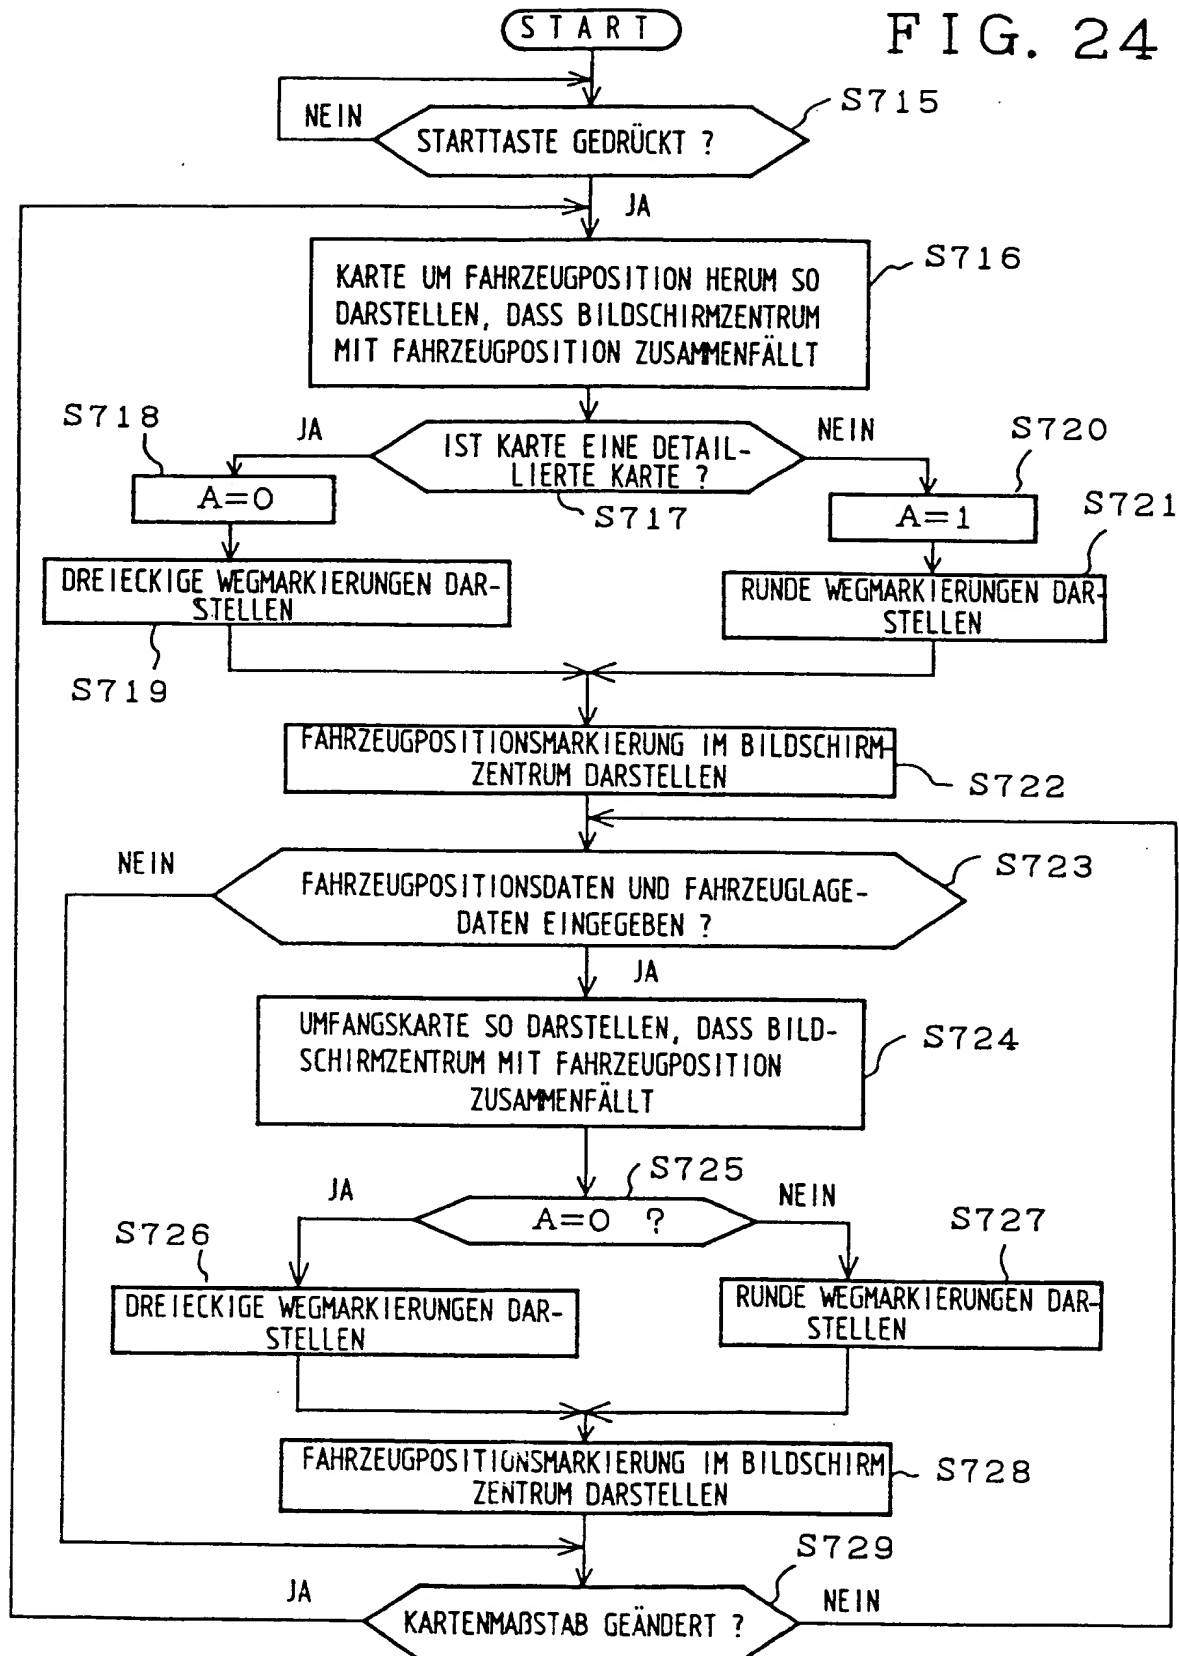 START
FIG. 24
NEIN
S715
STARTTASTE GEDRÜCKT ?
JA
S716
KARTE UM FAHRZEUGPOSITION HERUM SO
DARSTELLEN, DASS BILDSCHIRMZENTRUM
MIT FAHRZEUGPOSITION ZUSAMMENFÄLLT
S718
JA
NEIN
S720
IST KARTE EINE DETAIL-
LIERTE KARTE ?
S717
A=0
A=1
S721
DREIECKIGE WEGMARKIERUNGEN DAR-
STELLEN
RUNDE WEGMARKIERUNGEN DAR-
STELLEN
S719
FAHRZEUGPOSITIONSMARKIERUNG IM BILDSCHIRM-
ZENTRUM DARSTELLEN
S722
NEIN
S723
FAHRZEUGPOSITIONSDATEN UND FAHRZEUGLAGE-
DATEN EINGEGEBEN ?
JA
UMFANGSKARTE SO DARSTELLEN, DASS BILD-
SCHIRMZENTRUM MIT FAHRZEUGPOSITION
ZUSAMMENFÄLLT
S724
S725
JA
NEIN
A=0 ?
S726
S727
DREIECKIGE WEGMARKIERUNGEN DAR-
STELLEN
RUNDE WEGMARKIERUNGEN DAR-
STELLEN
FAHRZEUGPOSITIONSMARKIERUNG IM BILDSCHIRM
ZENTRUM DARSTELLEN
S728
S729
JA
NEIN
KARTENMAßSTAB GEÄNDERT ?